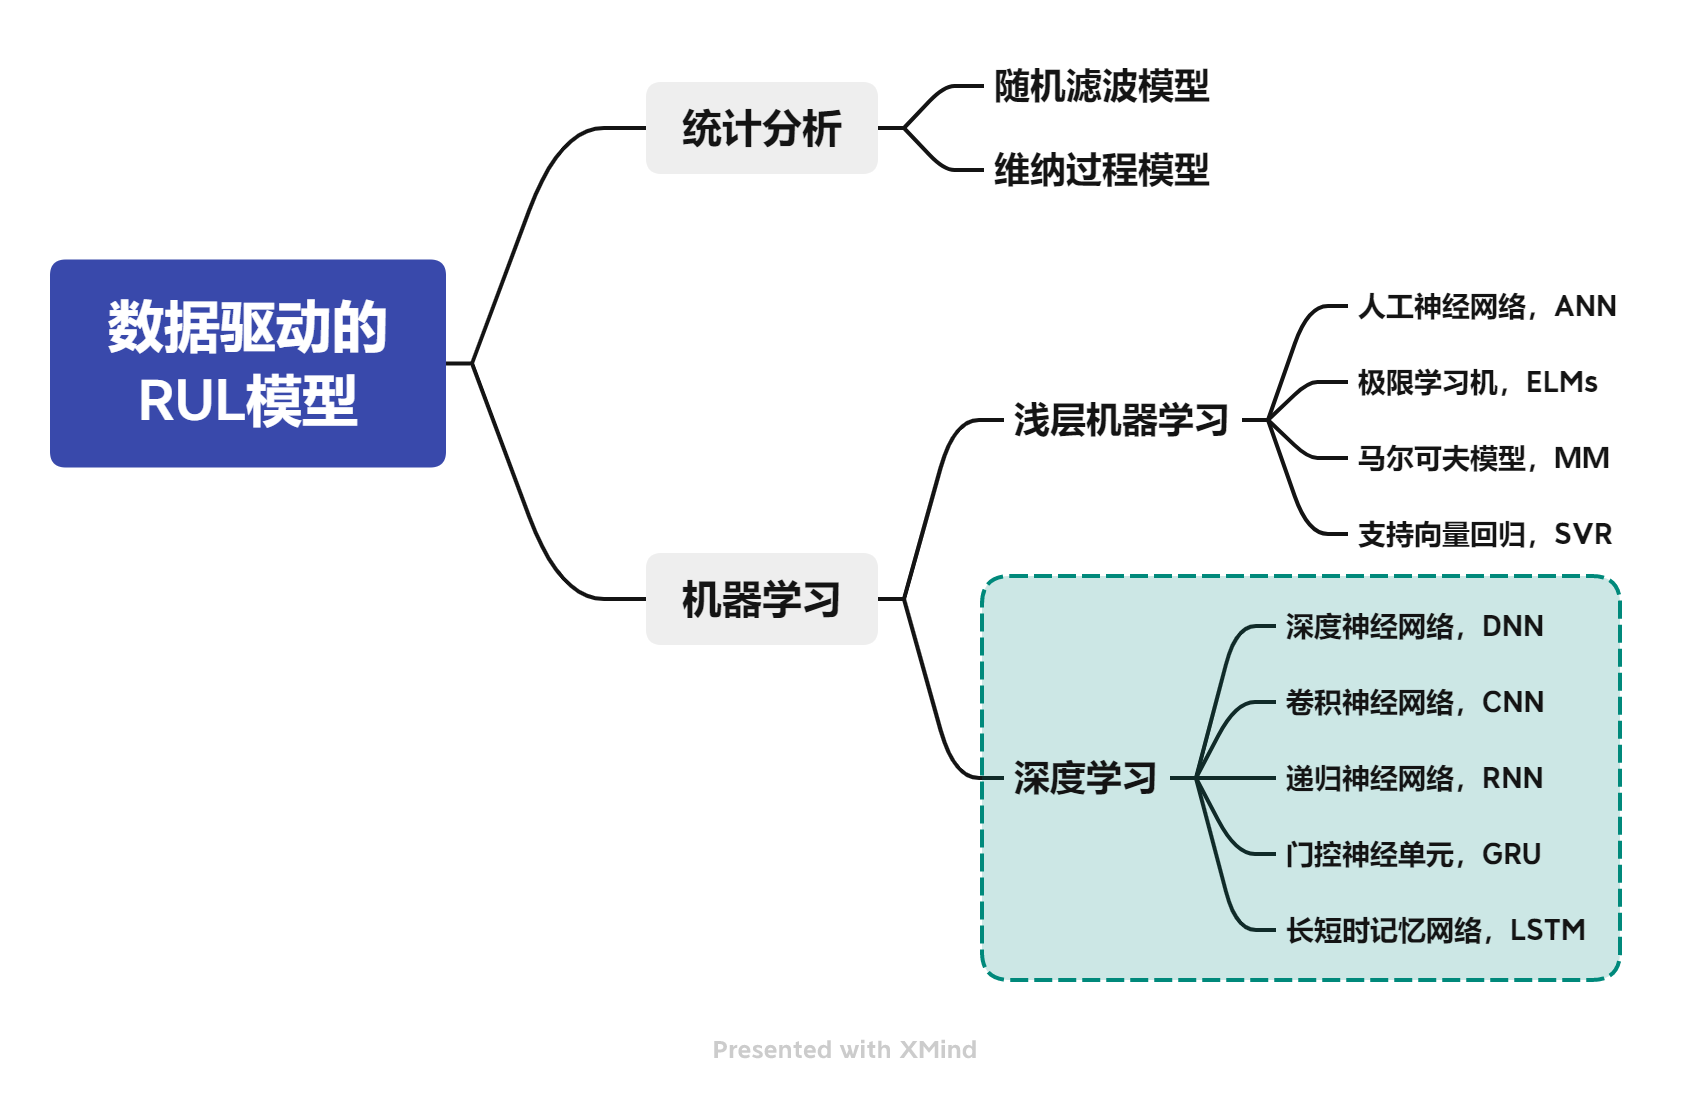 数据驱动的
RUL模型
统计分析
随机滤波模型
维纳过程模型
机器学习
浅层机器学习
人工神经网络，ANN
极限学习机，ELMs
马尔可夫模型，MM
支持向量回归，SVR
深度学习
深度神经网络，DNN
卷积神经网络，CNN
递归神经网络，RNN
门控神经单元，GRU
长短时记忆网络，LSTM
Presented with XMind